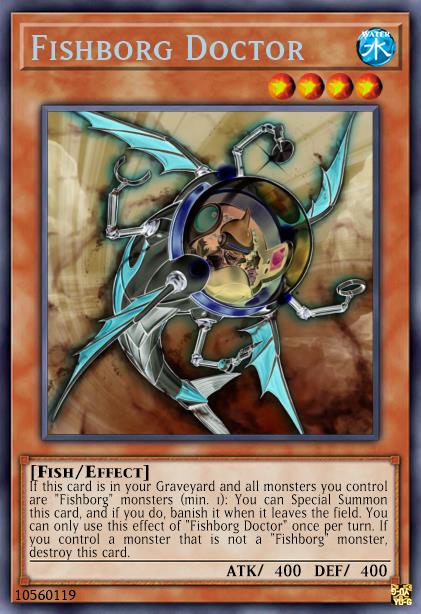 Fishborg Doctor
WATER
水
[Fish/Effect]
If this card is in your Graveyard and all monsters you control
are "Fishborg" monsters (min. 1): You can Special Summon
this card, and if you do, banish it when it leaves the field. You
can only use this effect of "Fishborg Doctor" once per turn. If
you control a monster that is not a "Fishborg" monster,
destroy this card.
ATK/ 400 DEF/ 400
10560119